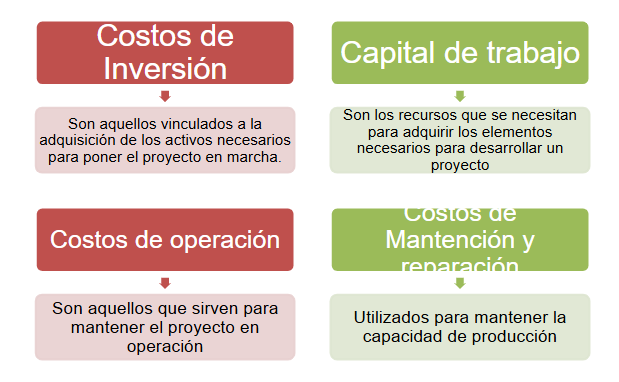 Costos de
Inversión
Son aquellos vinculados a la
adquisición de los activos necesarios
para poner el proyecto en marcha.
Capital de trabajo
Son los recursos que se necesitan
para adquirir los elementos
necesarios para desarrollar un
proyecto
Costos de operación
Son aquellos que sirven para
mantener el proyecto en
operación
Costos de
Mantención y
reparación
Utilizados para mantener la
capacidad de producción